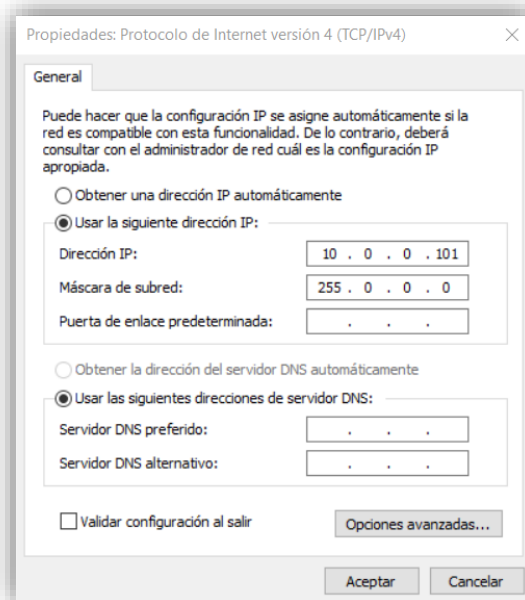 Propiedades: Protocolo de Internet versión 4 (TCP/IPv4)
General
Puede hacer que la configuración IP se asigne automáticamente si la
red es compatible con esta funcionalidad. De lo contrario, deberá
consultar con el administrador de red cuál es la configuración IP
apropiada.
Obtener una dirección IP automáticamente
Usar la siguiente dirección IP:
Dirección IP: 10 . 0 . 0 . 101
Máscara de subred: 255 . 0 . 0 . 0
Puerta de enlace predeterminada: . . .
Obtener la dirección del servidor DNS automáticamente
Usar las siguientes direcciones de servidor DNS:
Servidor DNS preferido: . . .
Servidor DNS alternativo: . . .
Validar configuración al salir Opciones avanzadas...
Aceptar Cancelar